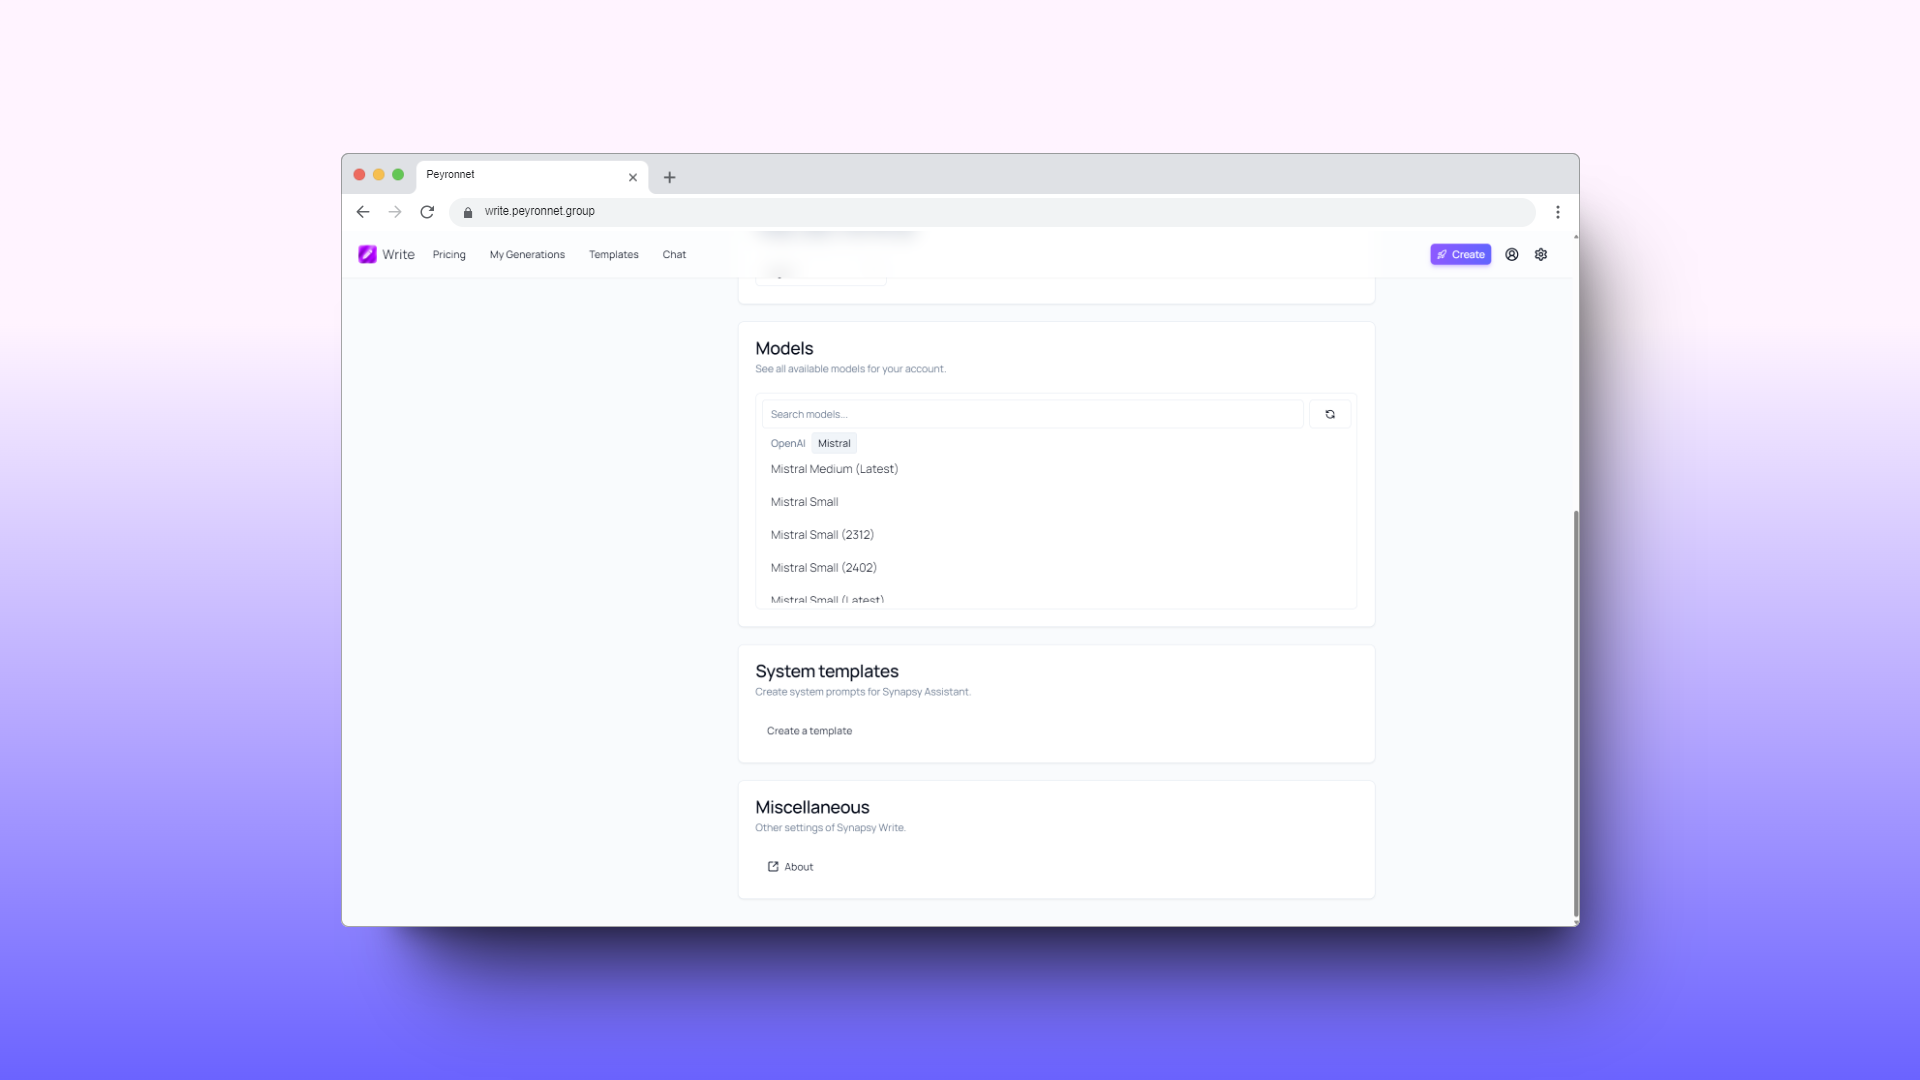 Peyronnet
write.peyronnet.group
Write Pricing My Generations Templates Chat Create
Models
See all available models for your account.
Search models...
OpenAI Mistral
Mistral Medium (Latest)
Mistral Small
Mistral Small (2312)
Mistral Small (2402)
Mistral Small (Latest)
System templates
Create system prompts for Synapsy Assistant.
Create a template
Miscellaneous
Other settings of Synapsy Write.
About